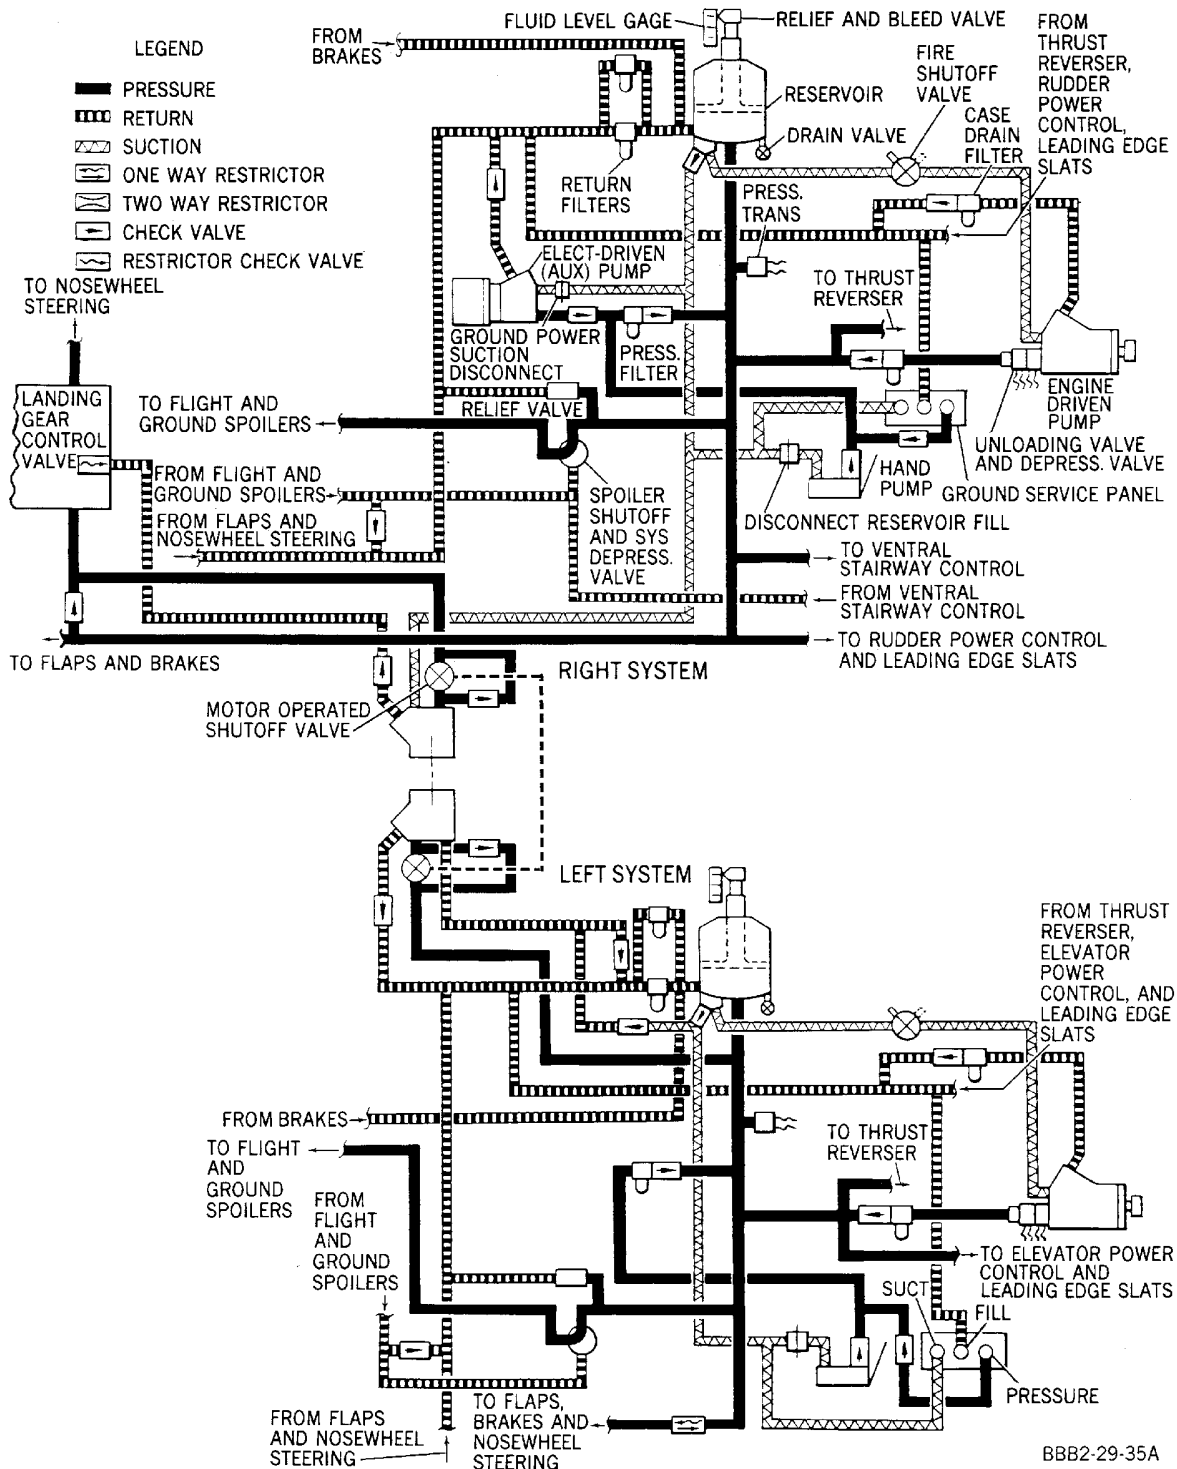 FLUID LEVEL GAGE
RELIEF AND BLEED VALVE
FROM
BRAKES
LEGEND
PRESSURE
RETURN
SUCTION
ONE WAY RESTRICTOR
TWO WAY RESTRICTOR
CHECK VALVE
RESTRICTOR CHECK VALVE
FROM
THRUST
REVERSER,
RUDDER
POWER
CONTROL,
LEADING EDGE
SLATS
FIRE
SHUTOFF
VALVE
RESERVOIR
DRAIN VALVE
CASE
DRAIN
FILTER
RETURN
FILTERS
PRESS.
TRANS
ELECT-DRIVEN
(AUX) PUMP
TO THRUST
REVERSER
TO NOSEWHEEL
STEERING
GROUND POWER
SUCTION
DISCONNECT
PRESS.
FILTER
ENGINE
DRIVEN
PUMP
LANDING
GEAR
CONTROL
VALVE
TO FLIGHT AND
GROUND SPOILERS
RELIEF VALVE
UNLOADING VALVE
AND DEPRESS. VALVE
FROM FLIGHT AND
GROUND SPOILERS
HAND
PUMP
GROUND SERVICE PANEL
FROM FLAPS AND
NOSEWHEEL STEERING
SPOILER
SHUTOFF
AND SYS
DEPRESS.
VALVE
DISCONNECT RESERVOIR FILL
TO VENTRAL
STAIRWAY CONTROL
FROM VENTRAL
STAIRWAY CONTROL
TO FLAPS AND BRAKES
TO RUDDER POWER CONTROL
AND LEADING EDGE SLATS
RIGHT SYSTEM
MOTOR OPERATED
SHUTOFF VALVE
LEFT SYSTEM
FROM THRUST
REVERSER,
ELEVATOR
POWER
CONTROL, AND
LEADING EDGE
SLATS
FROM BRAKES
TO FLIGHT
AND
GROUND
SPOILERS
FROM
FLIGHT
AND
GROUND
SPOILERS
TO THRUST
REVERSER
TO ELEVATOR POWER
CONTROL AND
LEADING EDGE SLATS
SUCT
FILL
PRESSURE
FROM FLAPS
AND NOSEWHEEL
STEERING
TO FLAPS,
BRAKES AND
NOSEWHEEL
STEERING
BBB2-29-35A